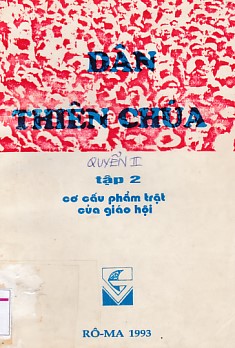 DÂN
THIÊN CHÚA
QUYỂN II
tập 2
cơ cấu phẩm trật
của giáo hội
RÔ-MA 1993